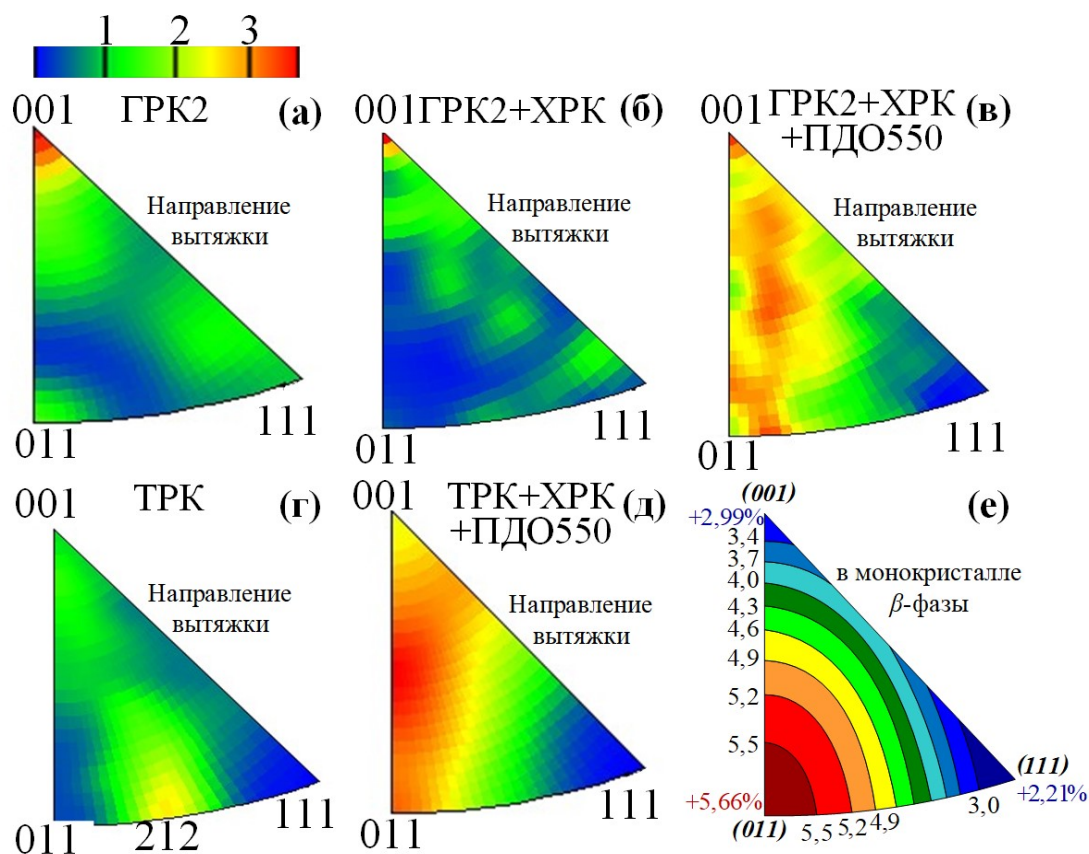 1 2 3
001 ГРК2 (а)
Направление
вытяжки
011 111
001 ГРК2+ХРК (б)
Направление
вытяжки
011 111
001 ГРК2+ХРК (в)
+ПДО550
Направление
вытяжки
011 111
001 ТРК (г)
Направление
вытяжки
011 212 111
001 ТРК+ХРК (д)
+ПДО550
Направление
вытяжки
011 111
(001) (е)
+2,99%
3,4
3,7
4,0
4,3
4,6
4,9
5,2
5,5
в монокристалле
β-фазы
+5,66%
(011)
5,5 5,2 4,9 3,0
(111)
+2,21%